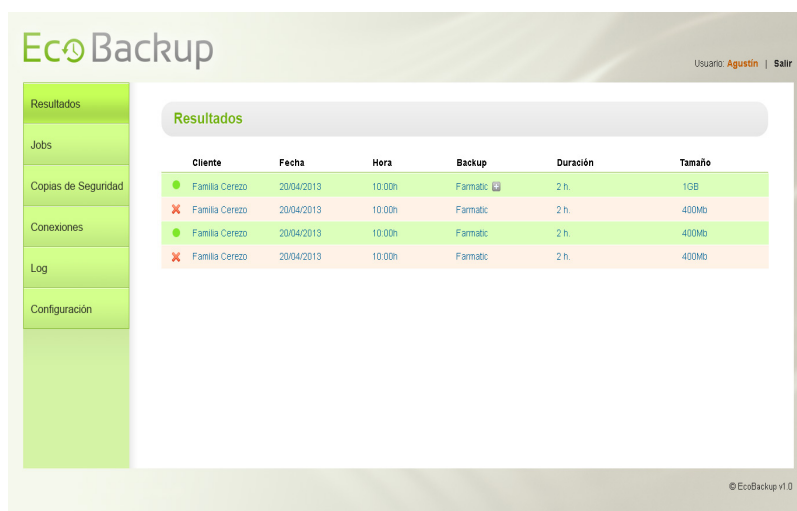 EcoBackup
Usuario: Agustín | Salir
Resultados
Jobs
Copias de Seguridad
Conexiones
Log
Configuración
Resultados
Cliente Fecha Hora Backup Duración Tamaño
Familia Cerezo 20/04/2013 10:00h Farmatic 2 h. 1GB
Familia Cerezo 20/04/2013 10:00h Farmatic 2 h. 400Mb
Familia Cerezo 20/04/2013 10:00h Farmatic 2 h. 400Mb
Familia Cerezo 20/04/2013 10:00h Farmatic 2 h. 400Mb
© EcoBackup v1.0